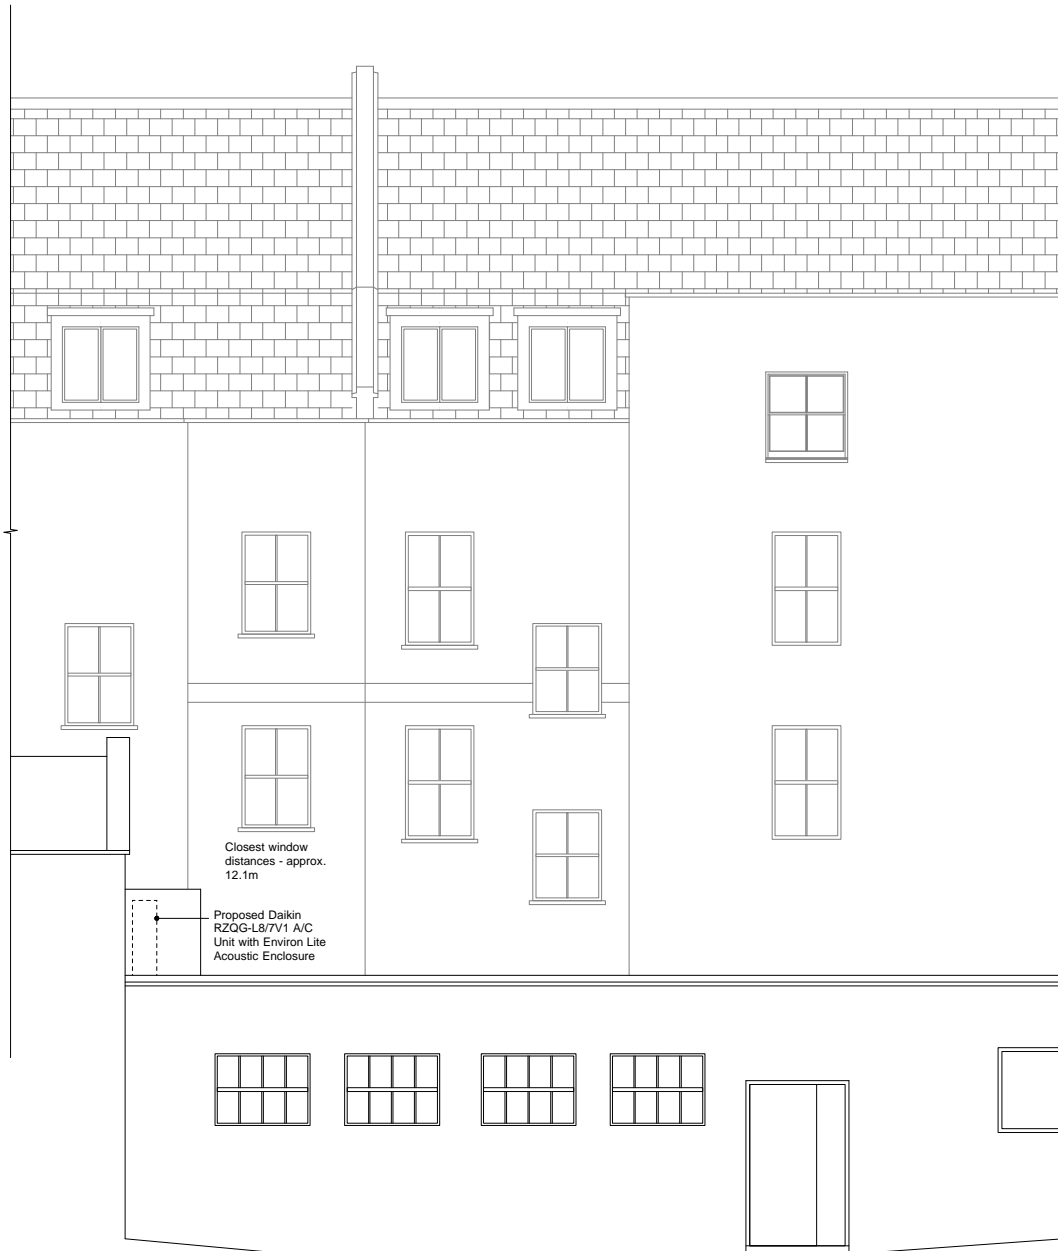 Closest window
distances - approx.
12.1m
Proposed Daikin
RZQG-L8/7V1 A/C
Unit with Environ Lite
Acoustic Enclosure